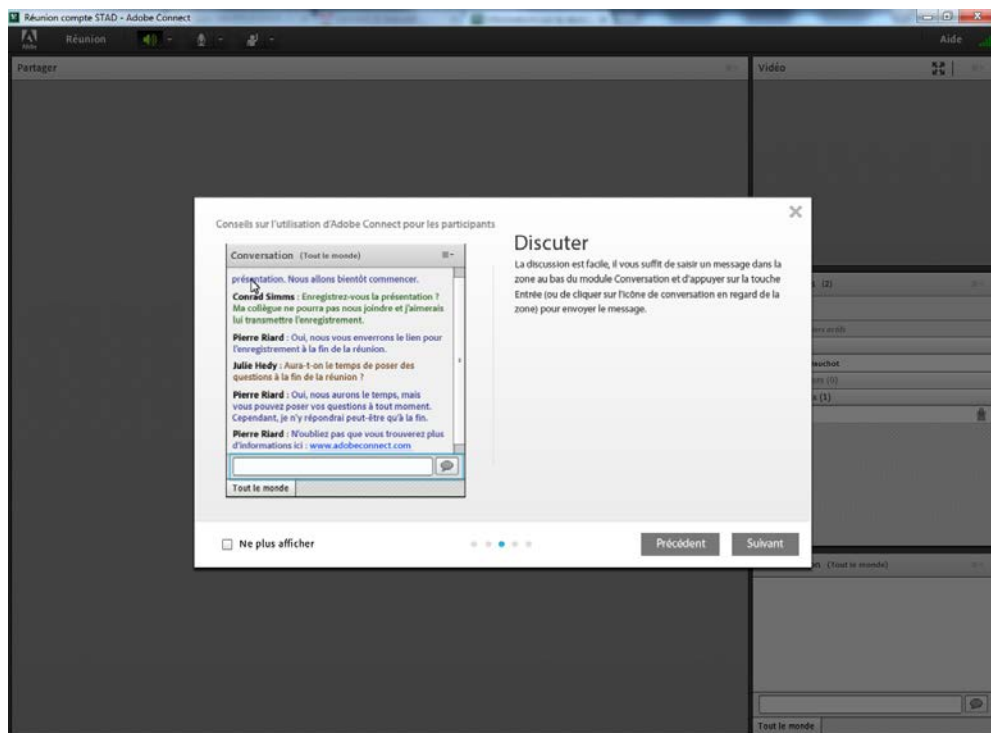 Réunion compte STAD - Adobe Connect
Adobe
Réunion
Aide
Partager
Vidéo
Conseils sur l'utilisation d'Adobe Connect pour les participants
Conversation (Tout le monde)
présentation. Nous allons bientôt commencer.
Conrad Simms : Enregistrez-vous la présentation ?
Ma collègue ne pourra pas nous joindre et j'aimerais
lui transmettre l'enregistrement.
Pierre Riard : Oui, nous vous enverrons le lien pour
l'enregistrement à la fin de la réunion.
Julie Hedy : Aura-t-on le temps de poser des
questions à la fin de la réunion ?
Pierre Riard : Oui, nous aurons le temps, mais
vous pouvez poser vos questions à tout moment.
Cependant, je n'y répondrai peut-être qu'à la fin.
Pierre Riard : N'oubliez pas que vous trouverez plus
d'informations ici : www.adobeconnect.com
Tout le monde
Discuter
La discussion est facile, il vous suffit de saisir un message dans la
zone au bas du module Conversation et d'appuyer sur la touche
Entrée (ou de cliquer sur l'icône de conversation en regard de la
zone) pour envoyer le message.
Ne plus afficher
Précédent
Suivant
(2)
(0)
(1)
(Tout le monde)
Tout le monde